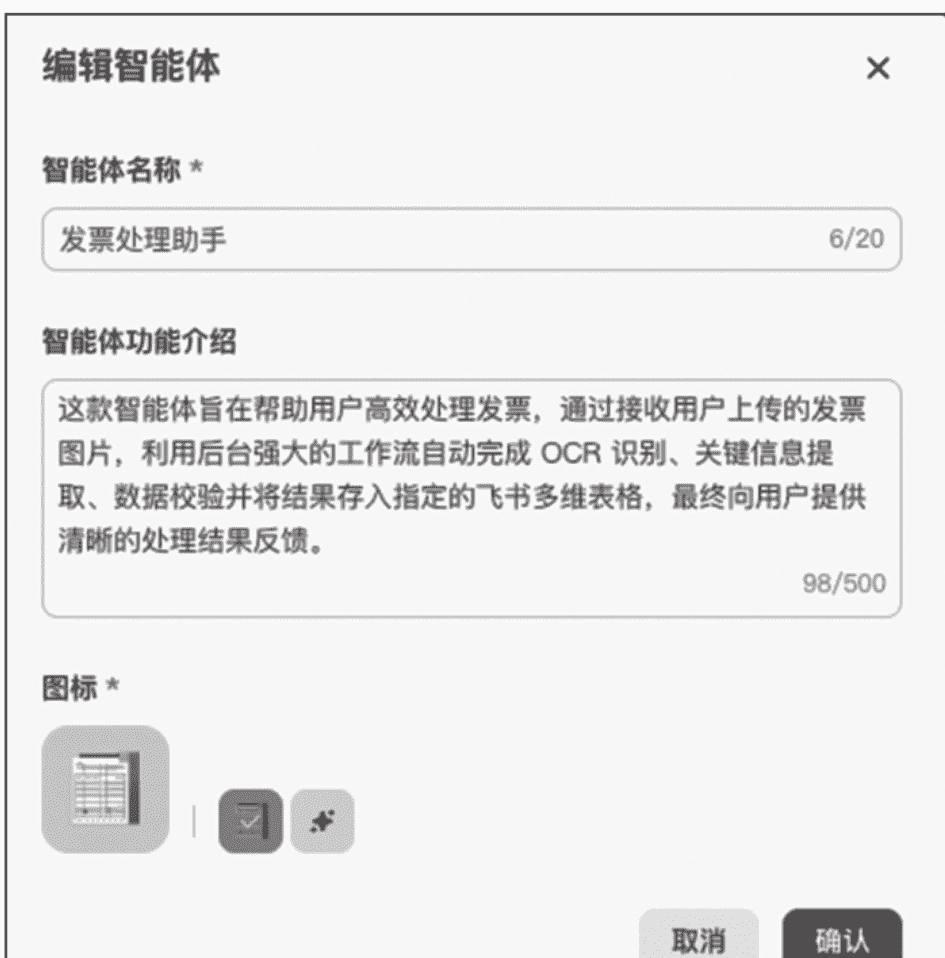 编辑智能体
智能体名称 *
发票处理助手 6/20
智能体功能介绍
这款智能体旨在帮助用户高效处理发票，通过接收用户上传的发票
图片，利用后台强大的工作流自动完成 OCR 识别、关键信息提
取、数据校验并将结果存入指定的飞书多维表格，最终向用户提供
清晰的处理结果反馈。
98/500
图标 *
取消 确认